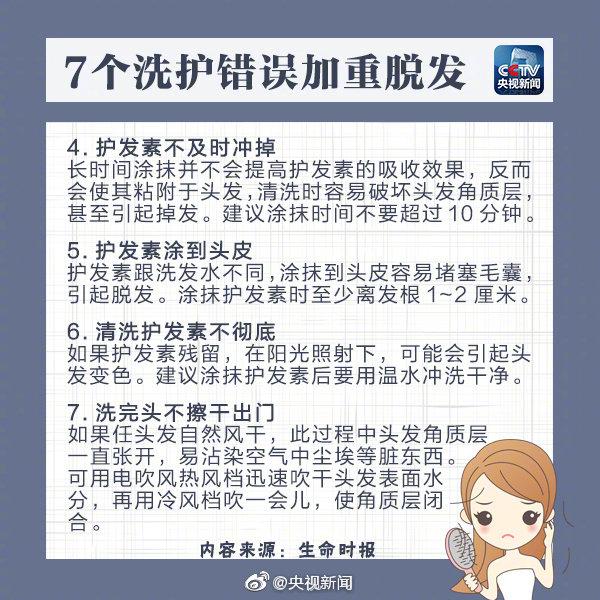 7个洗护错误加重脱发
CCTV
央视新闻
4. 护发素不及时冲掉
长时间涂抹并不会提高护发素的吸收效果，反而
会使其粘附于头发，清洗时容易破坏头发角质层，
甚至引起掉发。建议涂抹时间不要超过10分钟。
5. 护发素涂到头皮
护发素跟洗发水不同，涂抹到头皮容易堵塞毛囊，
引起脱发。涂抹护发素时至少离发根1~2厘米。
6. 清洗护发素不彻底
如果护发素残留，在阳光照射下，可能会引起头
发变色。建议涂抹护发素后要用温水冲洗干净。
7. 洗完头不擦干出门
如果任头发自然风干，此过程中头发角质层
一直张开，易沾染空气中尘埃等脏东西。
可用电吹风热风档迅速吹干头发表面水
分，再用冷风档吹一会儿，使角质层闭
合。
内容来源：生命时报
@央视新闻